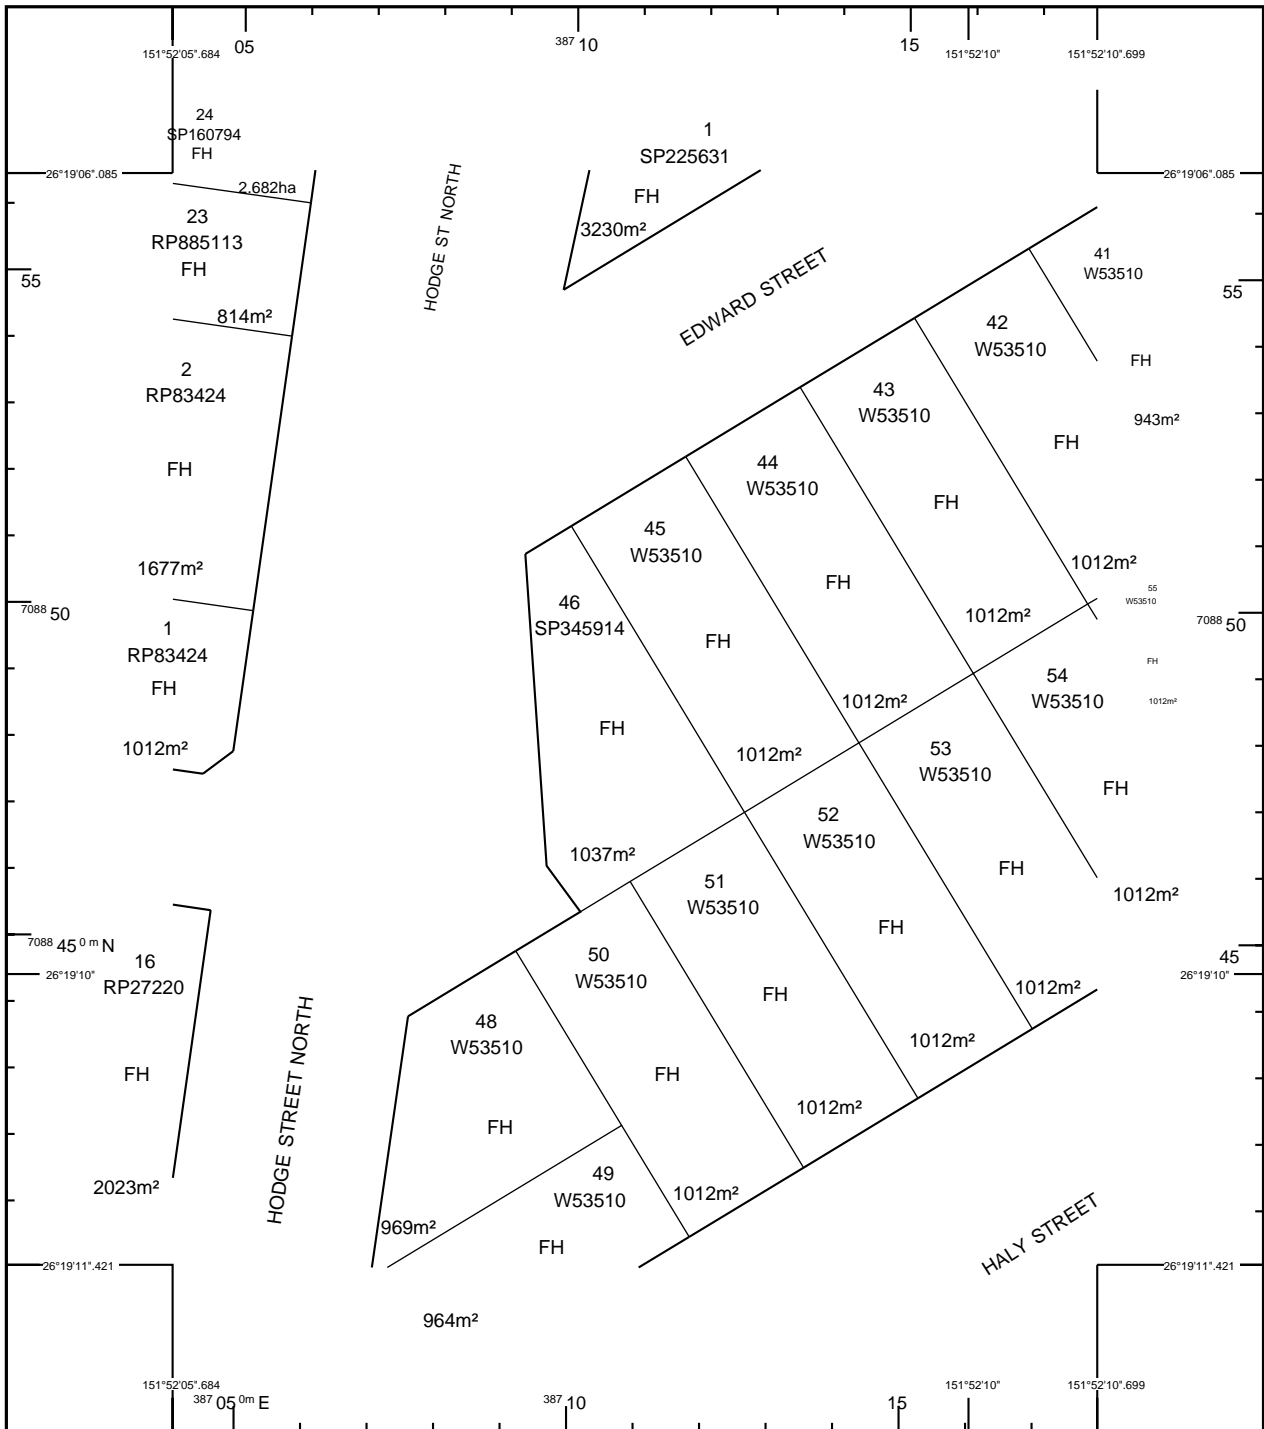 05
387 10
15
151°52'05".684
151°52'10"
151°52'10".699
24
SP160794
FH
2.682ha
1
SP225631
FH
3230m²
26°19'06".085
26°19'06".085
23
RP885113
FH
814m²
HODGE ST NORTH
EDWARD STREET
41
W53510
FH
943m²
55
55
2
RP83424
FH
1677m²
42
W53510
FH
1012m²
43
W53510
FH
1012m²
44
W53510
FH
1012m²
45
W53510
FH
1012m²
46
SP345914
FH
1037m²
7088 50
7088 50
1
RP83424
FH
1012m²
55
W53510
FH
1012m²
54
W53510
FH
1012m²
53
W53510
FH
1012m²
52
W53510
FH
1012m²
51
W53510
FH
1012m²
50
W53510
FH
1012m²
7088 45 0 m N
45
26°19'10"
26°19'10"
16
RP27220
FH
2023m²
HODGE STREET NORTH
48
W53510
FH
969m²
49
W53510
FH
964m²
HALY STREET
26°19'11".421
26°19'11".421
151°52'05".684
151°52'10"
151°52'10".699
387 05 0m E
387 10
15